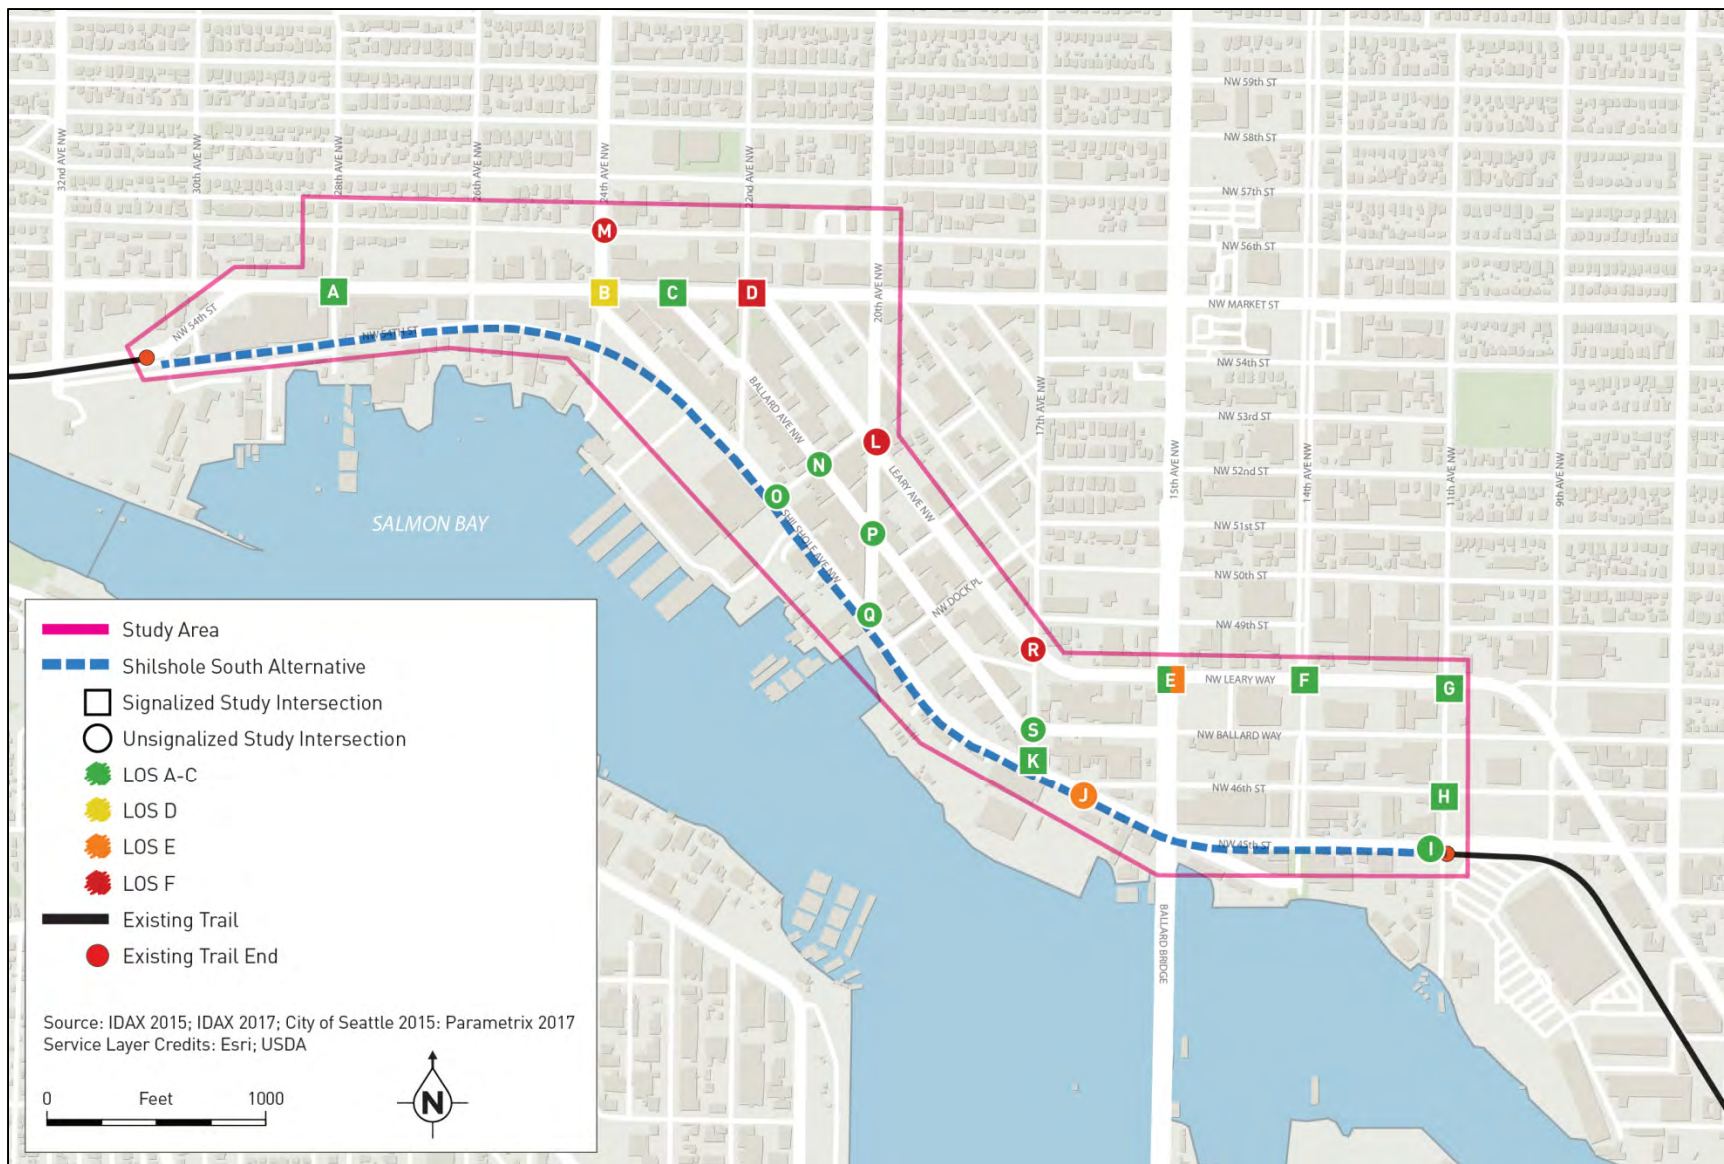 NW 59th ST
NW 58th ST
32nd AVE NW
30th AVE NW
28th AVE NW
26th AVE NW
24th AVE NW
22nd AVE NW
NW 57th ST
M
NW 56th ST
A
B
C
D
20th AVE NW
NW MARKET ST
NW 54th ST
NW 54TH ST
NW 54th ST
BALLARD AVE NW
17th AVE NW
NW 53rd ST
L
N
15th AVE NW
14th AVE NW
11th AVE NW
9th AVE NW
NW 52nd ST
LEARY AVE NW
O
SALMON BAY
SHILSHOLE AVE NW
P
NW 51st ST
NW 50th ST
NW DOCK PL
Q
NW 49th ST
R
E
NW LEARY WAY
F
G
S
NW BALLARD WAY
K
J
NW 46th ST
H
NW 45th ST
I
BALLARD BRIDGE
Study Area
Shilshole South Alternative
Signalized Study Intersection
Unsignalized Study Intersection
LOS A-C
LOS D
LOS E
LOS F
Existing Trail
Existing Trail End
Source: IDAX 2015; IDAX 2017; City of Seattle 2015: Parametrix 2017
Service Layer Credits: Esri; USDA
0 Feet 1000
N